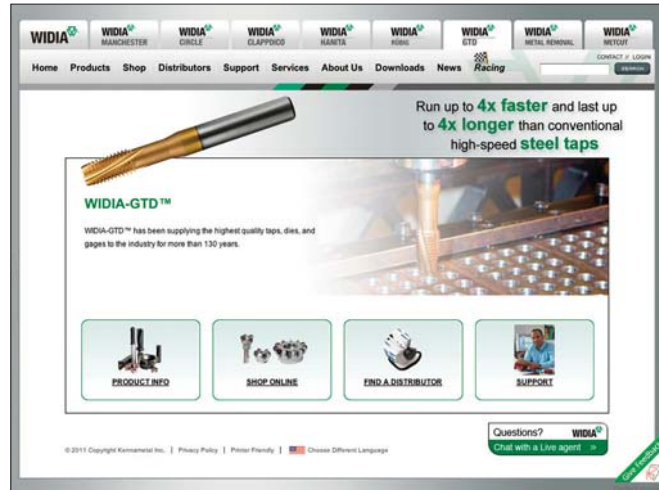 WIDIA
WIDIA MANCHESTER
WIDIA CIRCLE
WIDIA CLAPPDICO
WIDIA HANITA
WIDIA RÜBIG
WIDIA GTD
WIDIA METAL REMOVAL
WIDIA METCUT
CONTACT // LOGIN
Home Products Shop Distributors Support Services About Us Downloads News Racing
SEARCH
Run up to 4x faster and last up
to 4x longer than conventional
high-speed steel taps
WIDIA-GTD™
WIDIA-GTD™ has been supplying the highest quality taps, dies, and
gages to the industry for more than 130 years.
PRODUCT INFO
SHOP ONLINE
FIND A DISTRIBUTOR
SUPPORT
Questions? WIDIA
Chat with a Live agent »
© 2011 Copyright Kennametal Inc. | Privacy Policy | Printer Friendly | Choose Different Language
Give Feedback